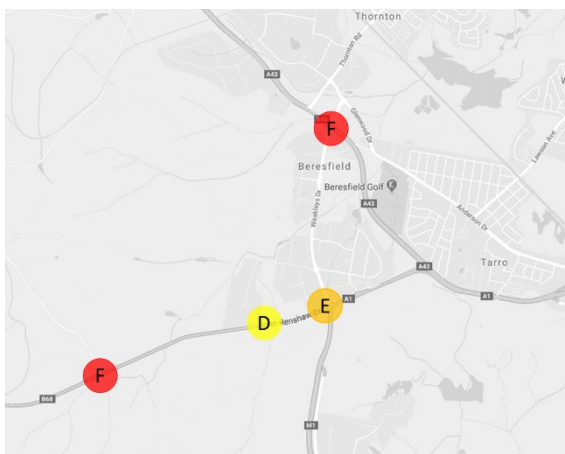 Thornton
Thornton Rd
A43
F
Glenwood Dr
Beresfield
Lawson Ave
Beresfield Golf
Weakleys Dr
A43
Anderson Dr
Tarro
A43
A1
A1
E
D
Renshaw
F
B68
M1